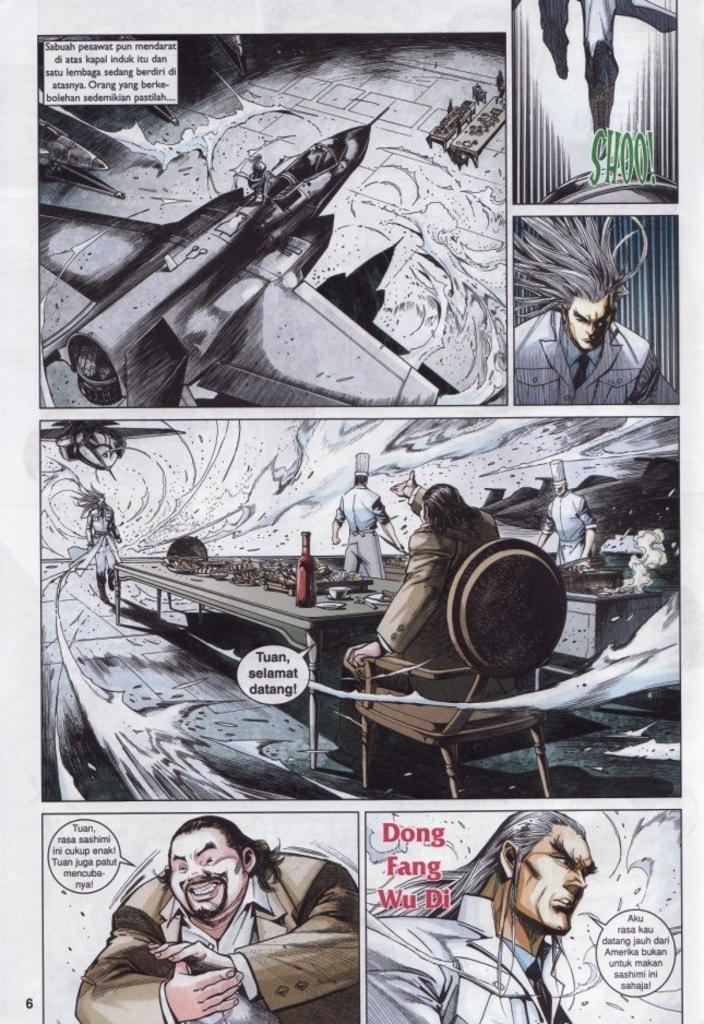 Sabuah pesawat pun mendarat
di atas kapal induk itu dan
satu lembaga sedang berdiri di
atasnya. Orang yang berke-
bolehan sedemikian pastilah....
SHOO!
Tuan,
selamat
datang!
Tuan,
rasa sashimi
ini cukup enak!
Tuan juga patut
mencuba-
nya!
Dong
Fang
Wu Di
Aku
rasa kau
datang jauh dari
Amerika bukan
untuk makan
sashimi ini
sahaja!
6